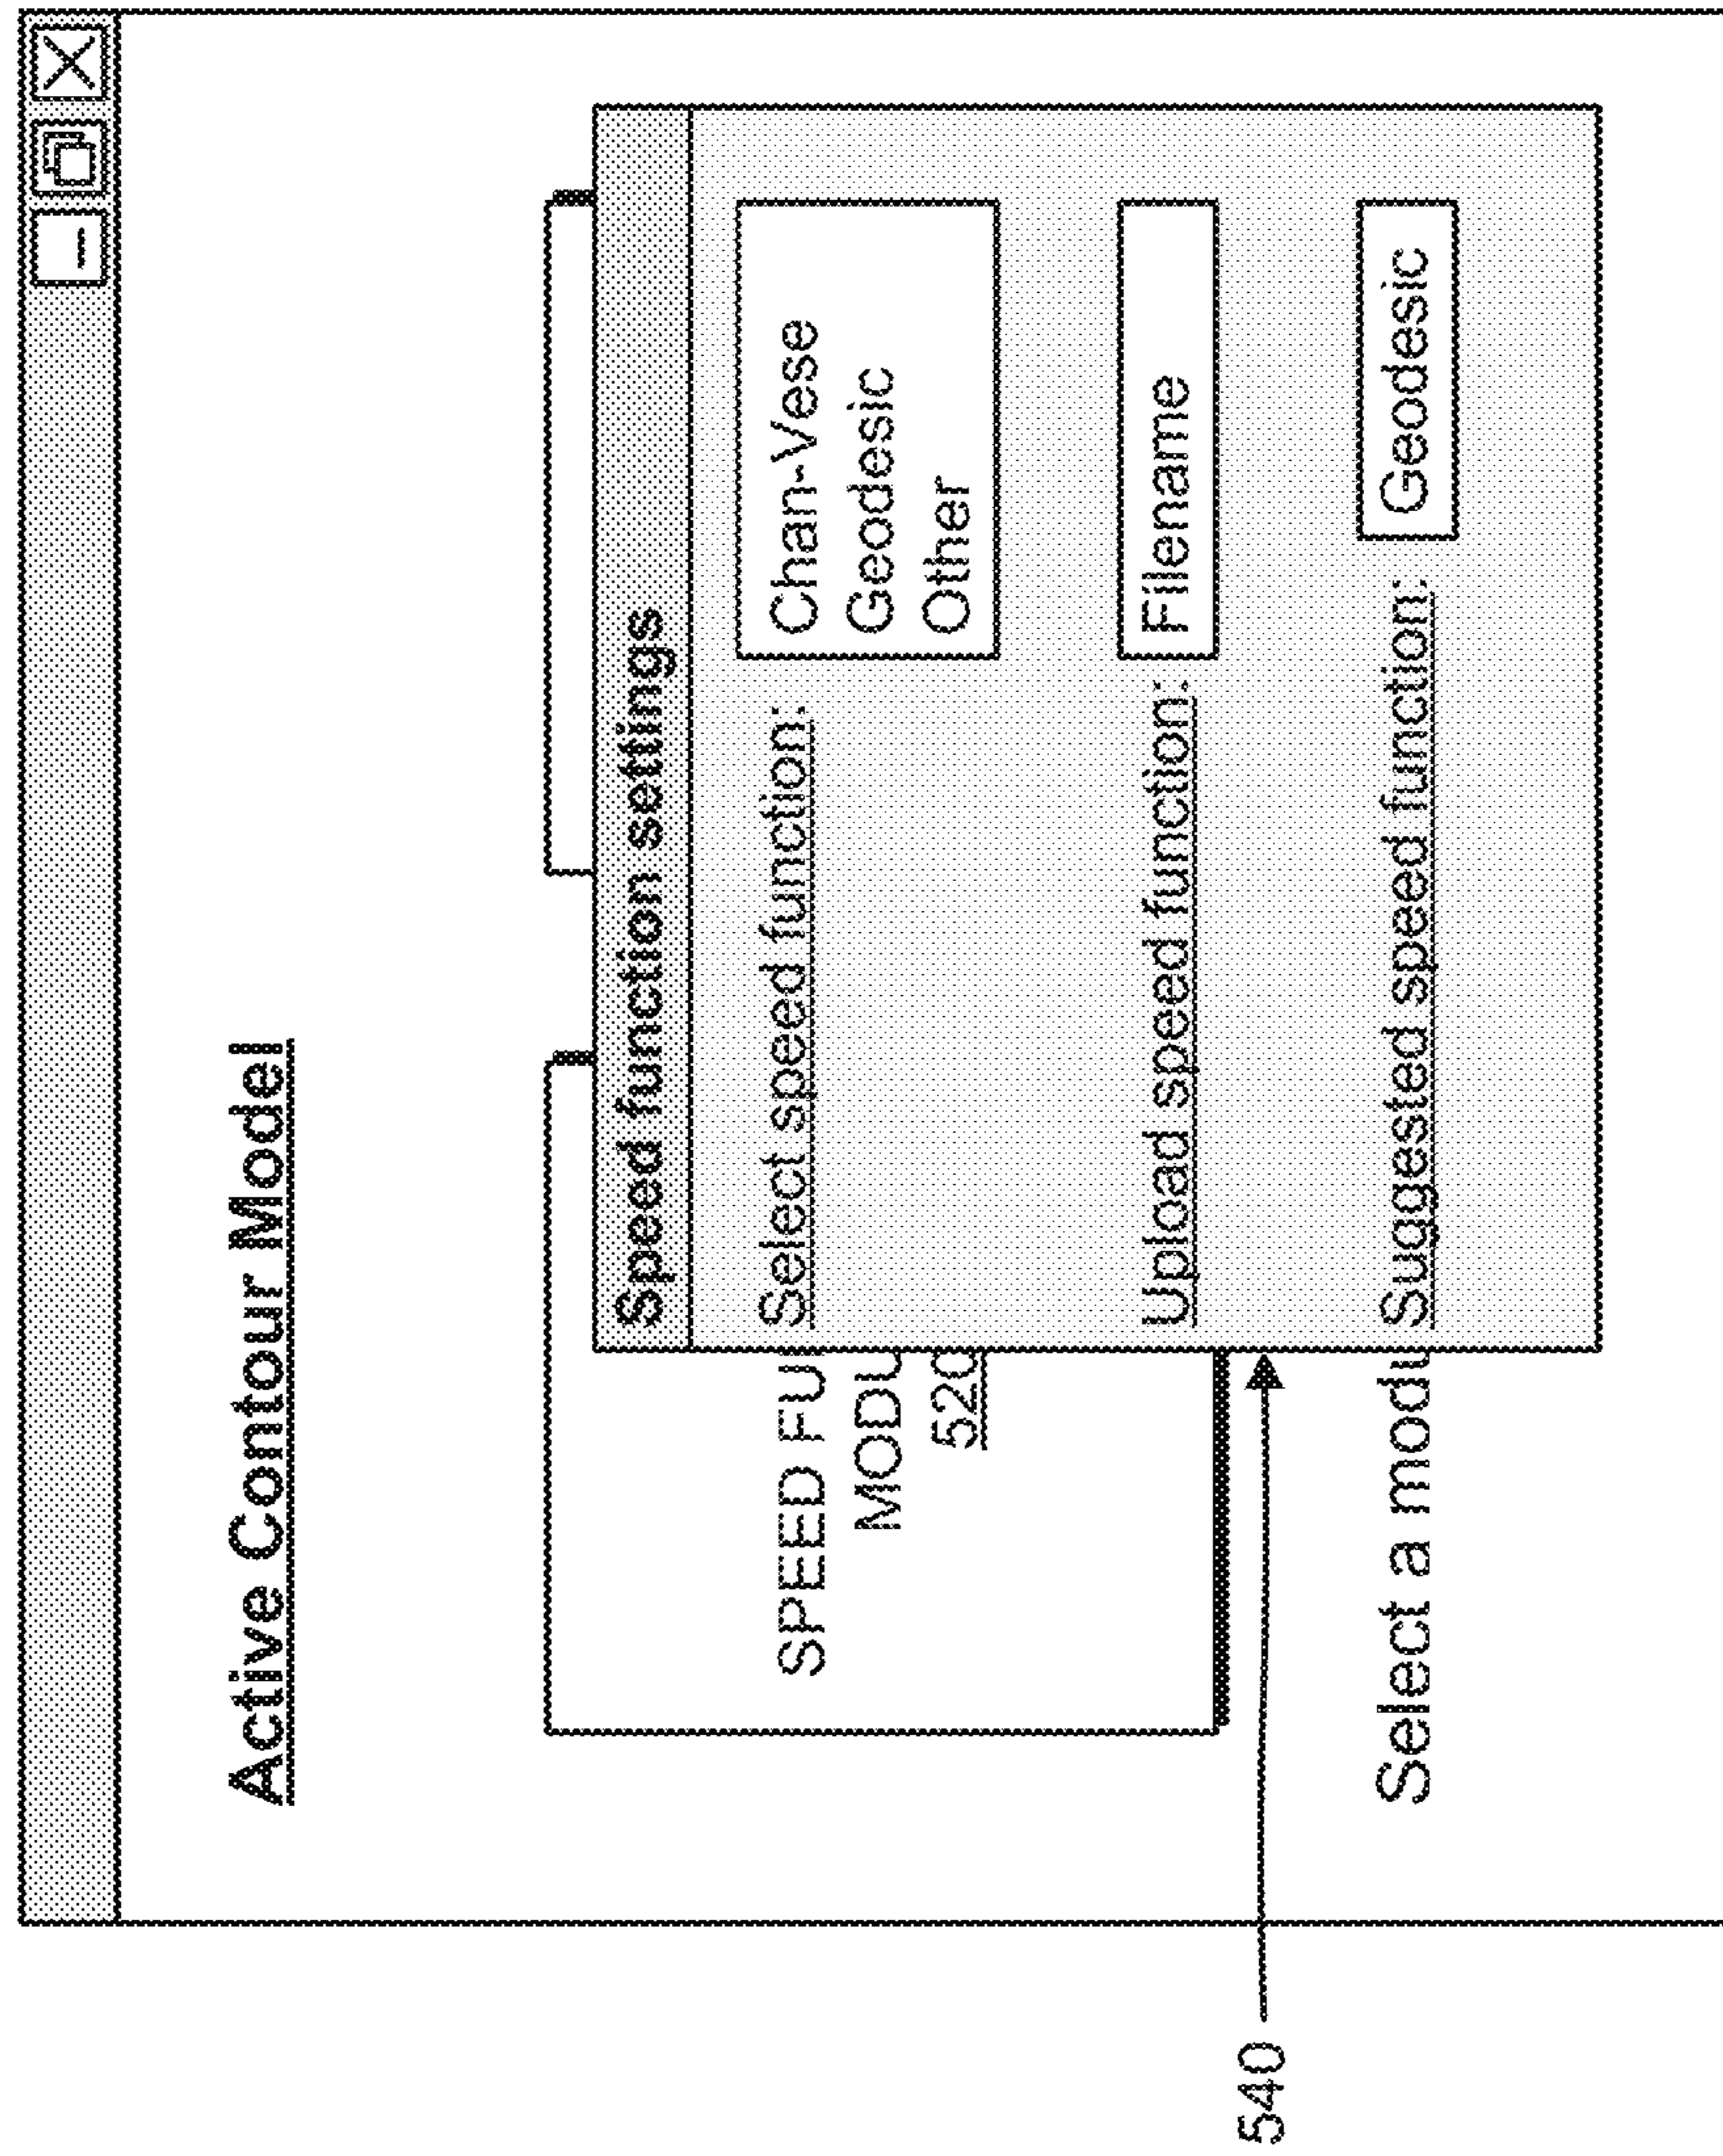 Active Contour Model
Speed function settings
SPEED FU
MODU
520
Select speed function:
Chan-Vese
Geodesic
Other
Upload speed function:
Filename
540
Select a modu
Suggested speed function:
Geodesic